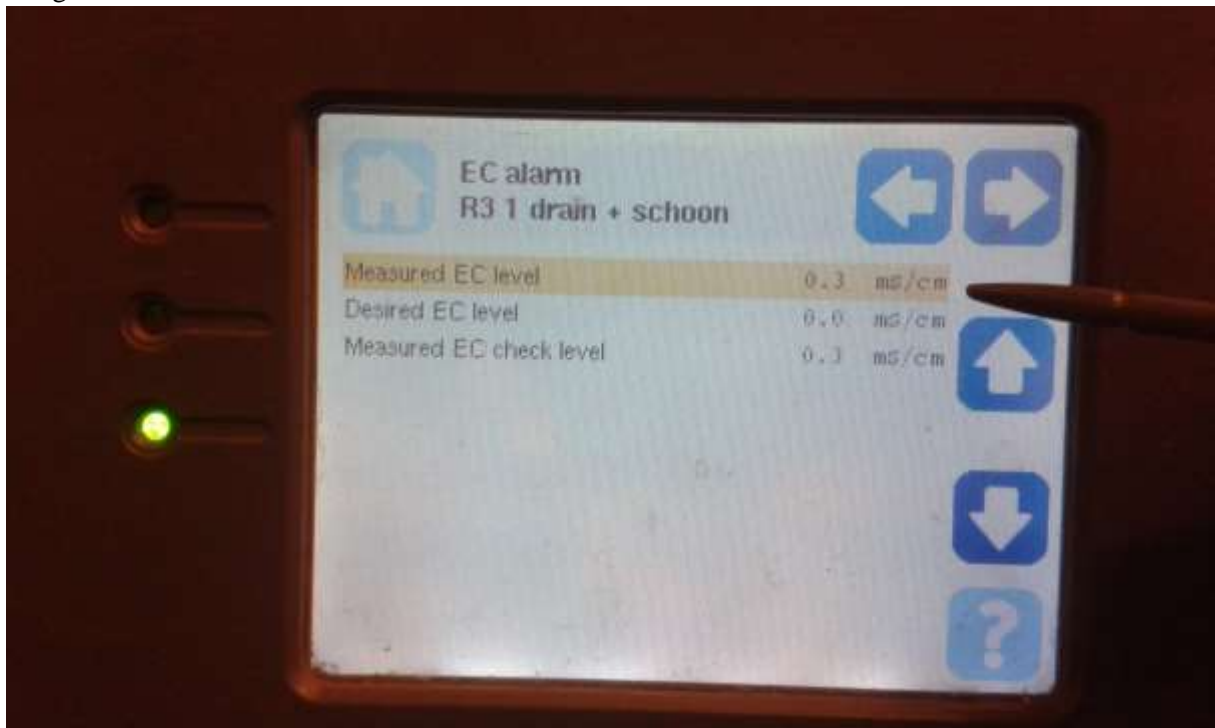 EC alarm
R3 1 drain + schoon
Measured EC level 0.3 mS/cm
Desired EC level 0.0 mS/cm
Measured EC check level 0.3 mS/cm
?